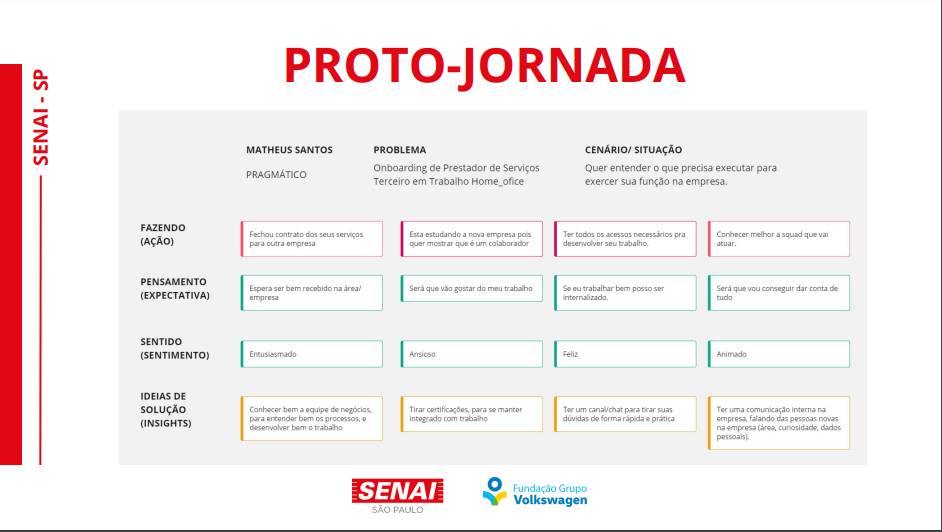 PROTO-JORNADA
SENAI - SP
MATHEUS SANTOS
PRAGMÁTICO
PROBLEMA
Onboarding de Prestador de Serviços
Terceiro em Trabalho Home_ofice
CENÁRIO/ SITUAÇÃO
Quer entender o que precisa executar para
exercer sua função na empresa.
FAZENDO
(AÇÃO)
Fechou contrato dos seus serviços
para outra empresa
Esta estudando a nova empresa pois
quer mostrar que é um colaborador
Ter todos os acessos necessários pra
desenvolver seu trabalho.
Conhecer melhor a squad que vai
atuar.
PENSAMENTO
(EXPECTATIVA)
Espera ser bem recebido na área/
empresa
Será que vão gostar do meu trabalho
Se eu trabalhar bem posso ser
internalizado.
Será que vou conseguir dar conta de
tudo
SENTIDO
(SENTIMENTO)
Entusiasmado
Ansioso
Feliz
Animado
IDEIAS DE
SOLUÇÃO
(INSIGHTS)
Conhecer bem a equipe de negócios,
para entender bem os processos, e
desenvolver bem o trabalho
Tirar certificações, para se manter
integrado com trabalho
Ter um canal/chat para tirar suas
dúvidas de forma rápida e prática
Ter uma comunicação interna na
empresa, falando das pessoas novas
na empresa (área, curiosidade, dados
pessoais).
SENAI
SÃO PAULO
Fundação Grupo
Volkswagen